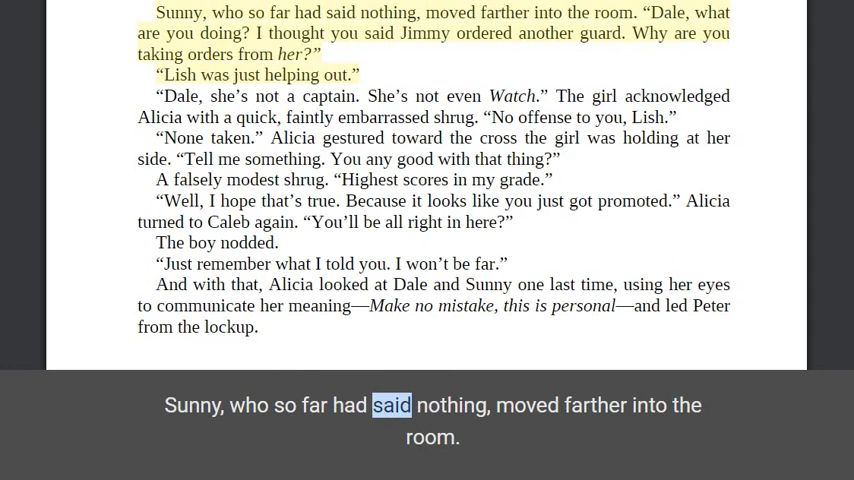 Sunny, who so far had said nothing, moved farther into the room. “Dale, what
are you doing? I thought you said Jimmy ordered another guard. Why are you
taking orders from her?”
“Lish was just helping out.”
“Dale, she’s not a captain. She’s not even Watch.” The girl acknowledged
Alicia with a quick, faintly embarrassed shrug. “No offense to you, Lish.”
“None taken.” Alicia gestured toward the cross the girl was holding at her
side. “Tell me something. You any good with that thing?”
A falsely modest shrug. “Highest scores in my grade.”
“Well, I hope that’s true. Because it looks like you just got promoted.” Alicia
turned to Caleb again. “You’ll be all right in here?”
The boy nodded.
“Just remember what I told you. I won’t be far.”
And with that, Alicia looked at Dale and Sunny one last time, using her eyes
to communicate her meaning—Make no mistake, this is personal—and led Peter
from the lockup.
Sunny, who so far had said nothing, moved farther into the
room.